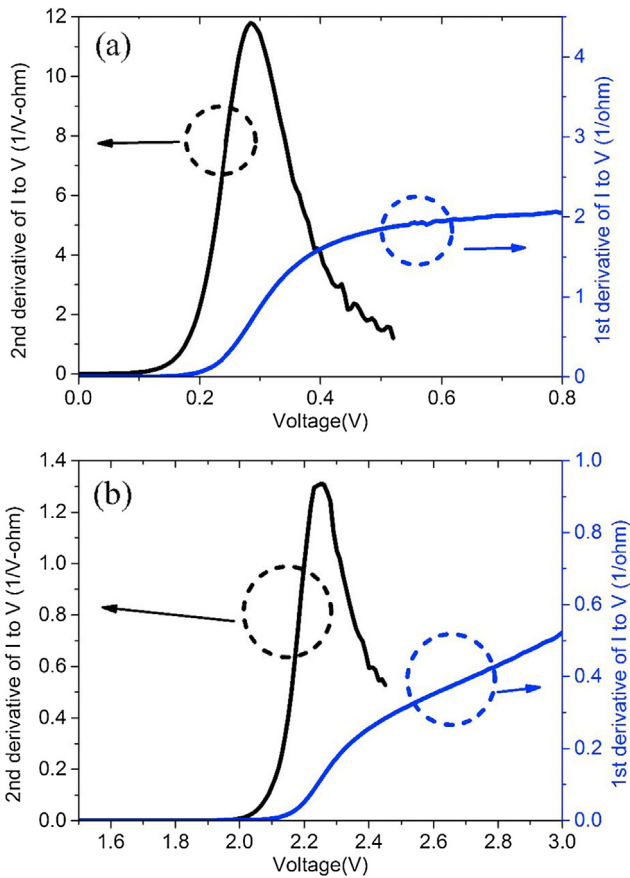 (a)
12
10
8
6
4
2
0
2nd derivative of I to V (1/V-ohm)
4
3
2
1
0
1st derivative of I to V (1/ohm)
0.0 0.2 0.4 0.6 0.8
Voltage(V)
(b)
1.4
1.2
1.0
0.8
0.6
0.4
0.2
0.0
2nd derivative of I to V (1/V-ohm)
1.0
0.8
0.6
0.4
0.2
0.0
1st derivative of I to V (1/ohm)
1.6 1.8 2.0 2.2 2.4 2.6 2.8 3.0
Voltage(V)